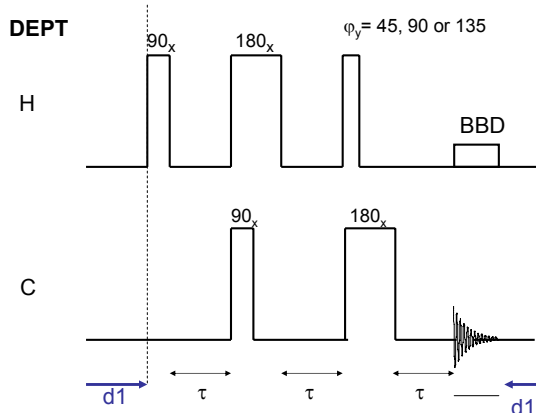 DEPT
φy= 45, 90 or 135
90x
180x
H
BBD
90x
180x
C
d1
τ
τ
τ
d1